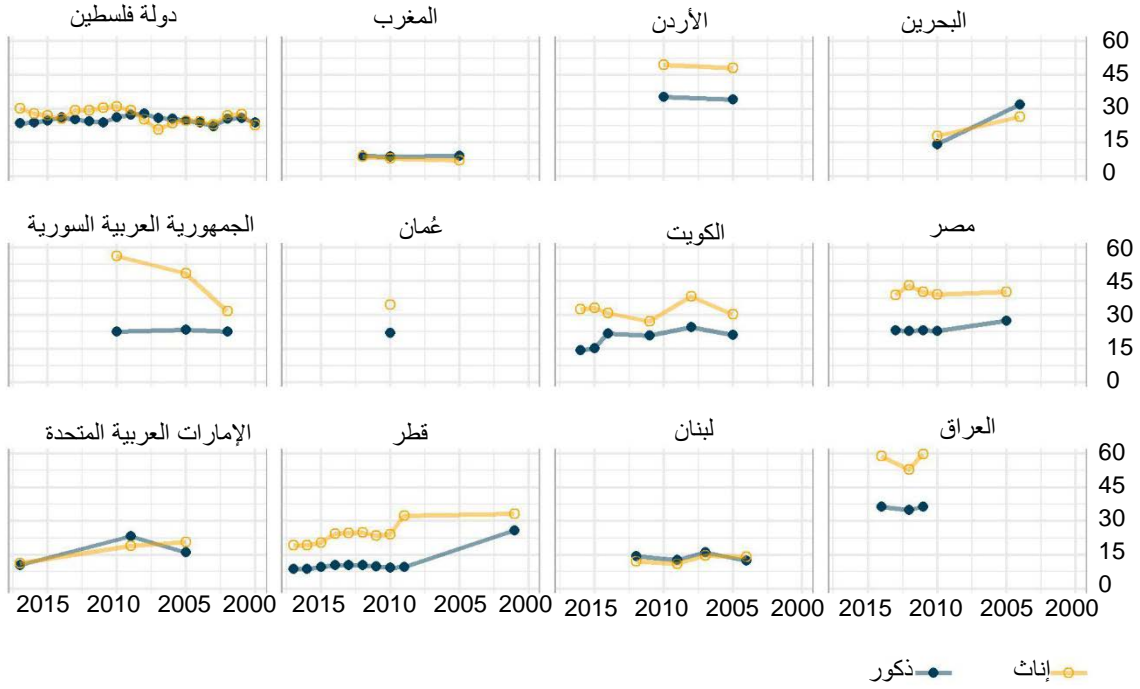 البحرين
الأردن
المغرب
دولة فلسطين
60
45
30
15
0
مصر
الكويت
عُمان
الجمهورية العربية السورية
60
45
30
15
0
العراق
لبنان
قطر
الإمارات العربية المتحدة
60
45
30
15
0
2015 2010 2005 2000
2015 2010 2005 2000
2015 2010 2005 2000
2015 2010 2005 2000
إناث
ذكور